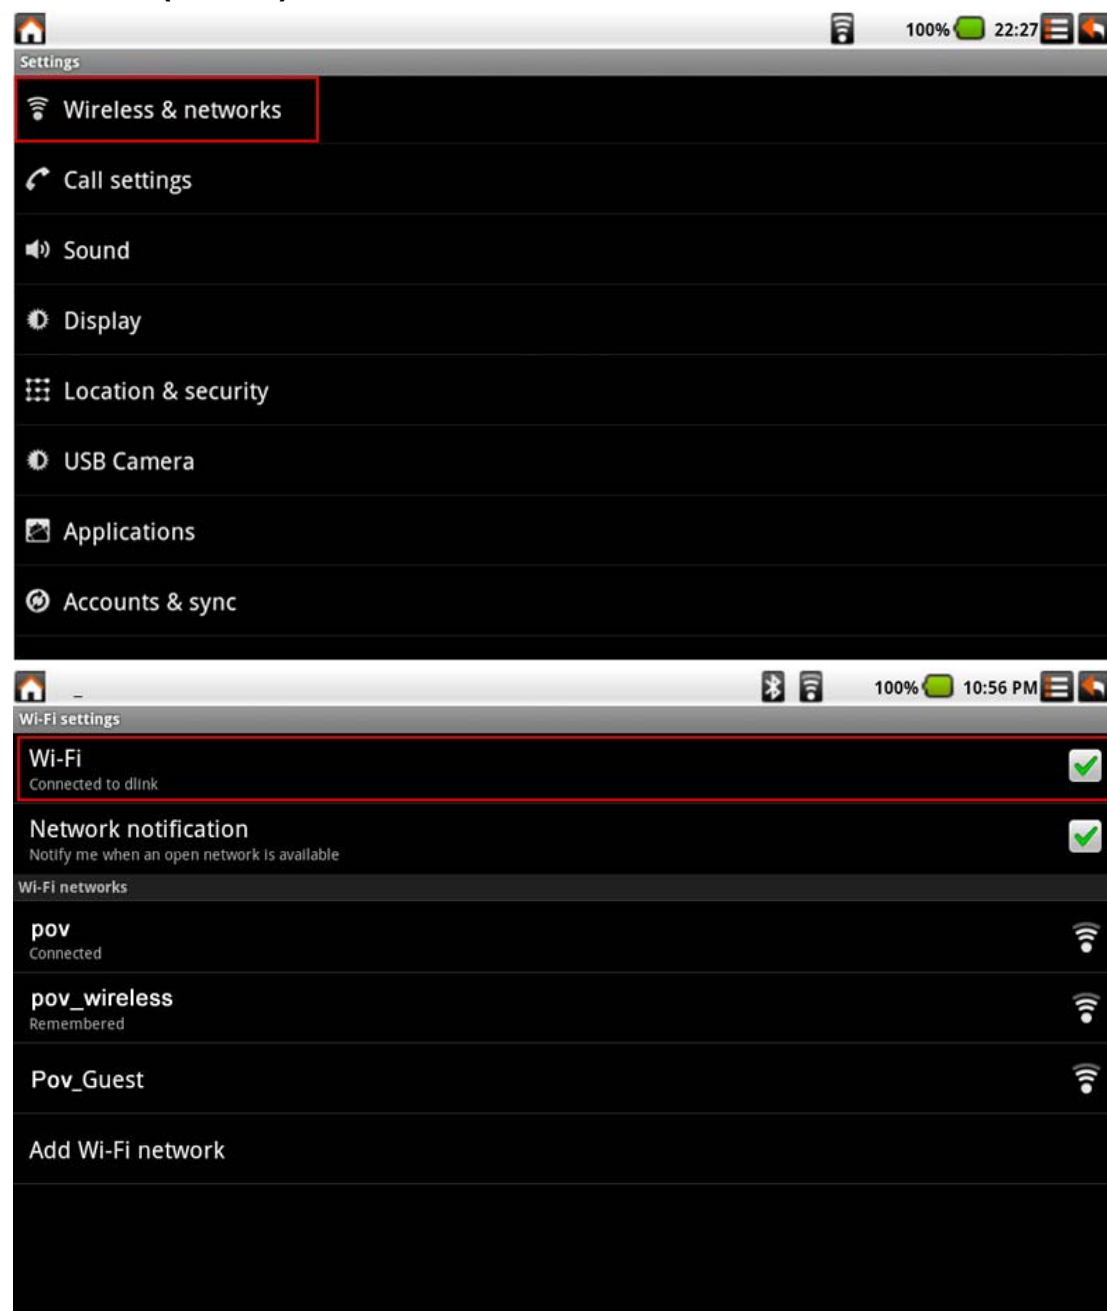 100% 22:27
Settings
Wireless & networks
Call settings
Sound
Display
Location & security
USB Camera
Applications
Accounts & sync
_ 100% 10:56 PM
Wi-Fi settings
Wi-Fi
Connected to dlink
Network notification
Notify me when an open network is available
Wi-Fi networks
pov
Connected
pov_wireless
Remembered
Pov_Guest
Add Wi-Fi network